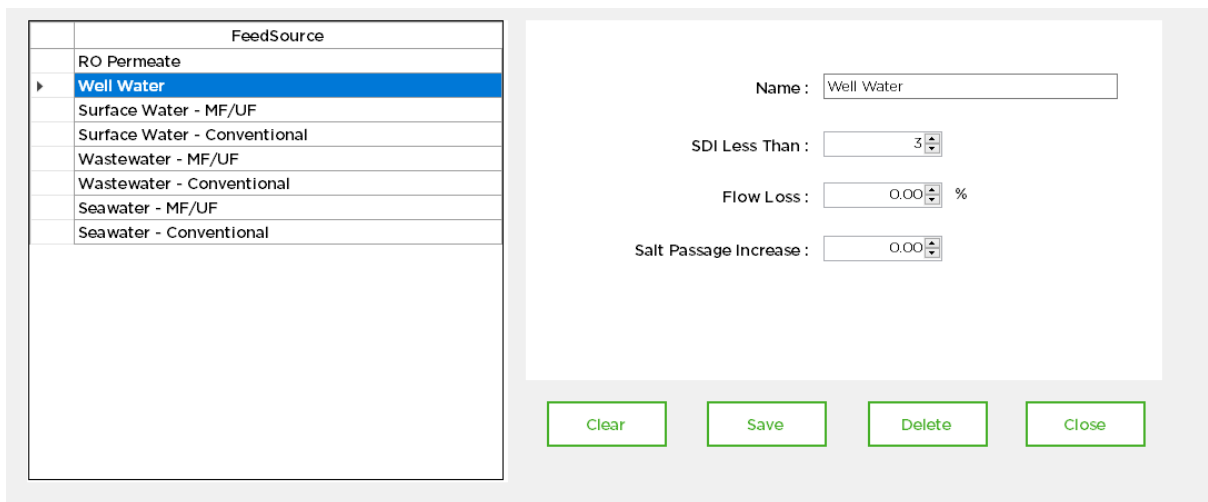 FeedSource
RO Permeate
Well Water
Surface Water - MF/UF
Surface Water - Conventional
Wastewater - MF/UF
Wastewater - Conventional
Seawater - MF/UF
Seawater - Conventional
Name : Well Water
SDI Less Than : 3
Flow Loss : 0.00 %
Salt Passage Increase : 0.00
Clear Save Delete Close